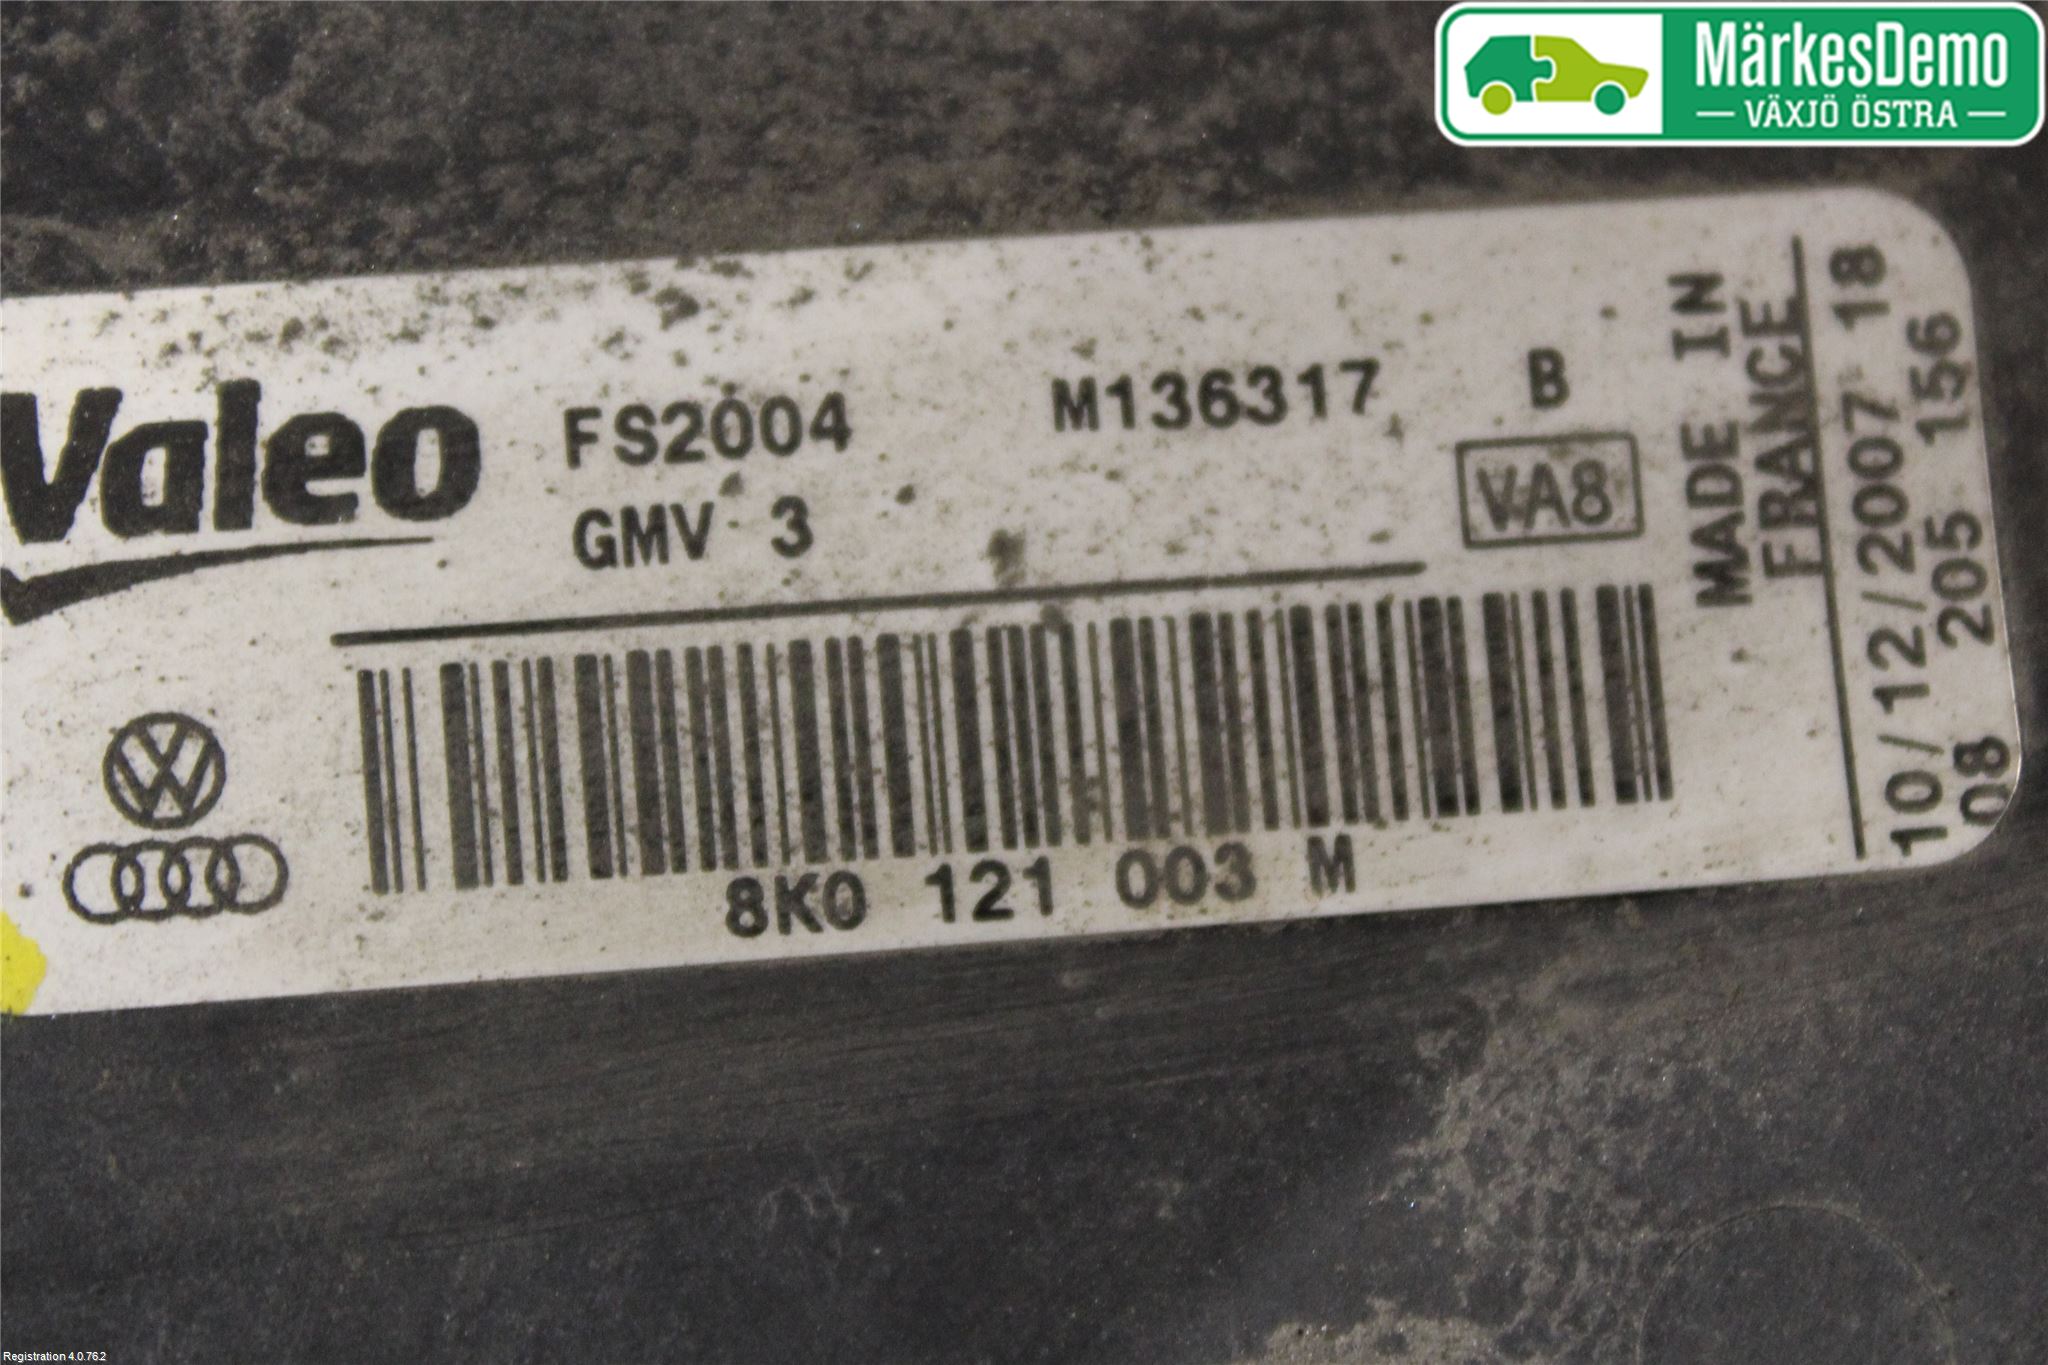 MärkesDemo
VÄXJÖ ÖSTRA
Valeo
FS2004
M136317
B
GMV 3
VA8
MADE IN
FRANCE
10/12/2007 18
08 205 156
8K0 121 003 M
Registration 4.0.76.2